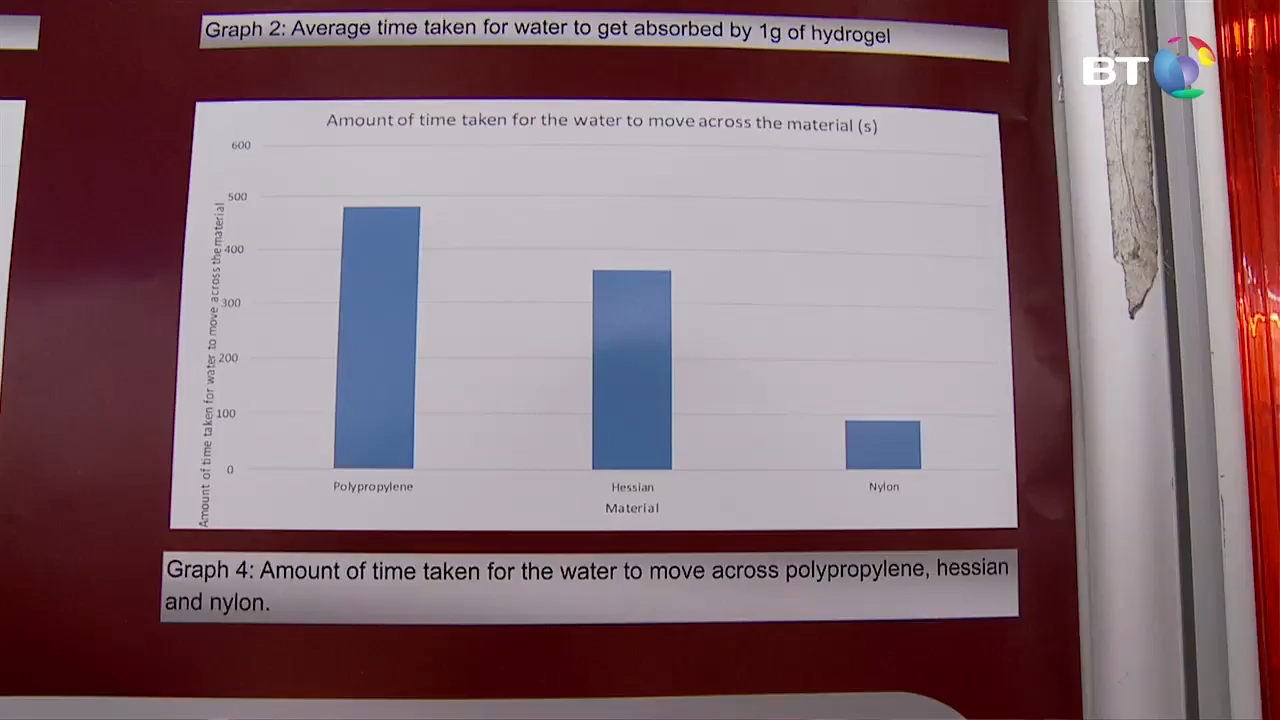 Graph 2: Average time taken for water to get absorbed by 1g of hydrogel
BT
Amount of time taken for the water to move across the material (s)
Amount of time taken for water to move across the material
600
500
400
300
200
100
0
Polypropylene
Hessian
Nylon
Material
Graph 4: Amount of time taken for the water to move across polypropylene, hessian
and nylon.